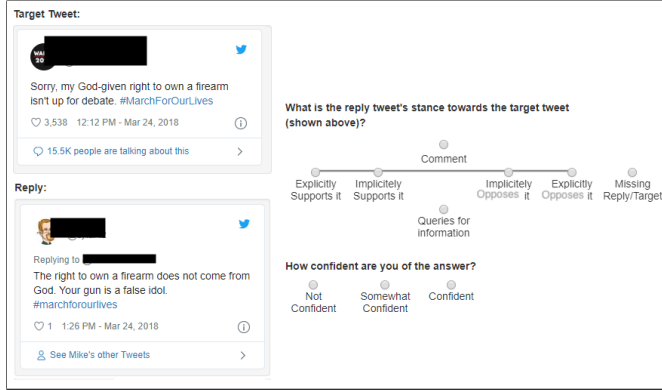 Target Tweet:
Sorry, my God-given right to own a firearm
isn't up for debate. #MarchForOurLives
3,538 12:12 PM - Mar 24, 2018
15.5K people are talking about this
Reply:
Replying to
The right to own a firearm does not come from
God. Your gun is a false idol.
#marchforourlives
1 1:26 PM - Mar 24, 2018
See Mike's other Tweets
What is the reply tweet's stance towards the target tweet
(shown above)?
Comment
Explicitly Implicitely Implicitely Explicitly Missing
Supports it Supports it Opposes it Opposes it Reply/Target
Queries for
information
How confident are you of the answer?
Not Somewhat Confident
Confident Confident